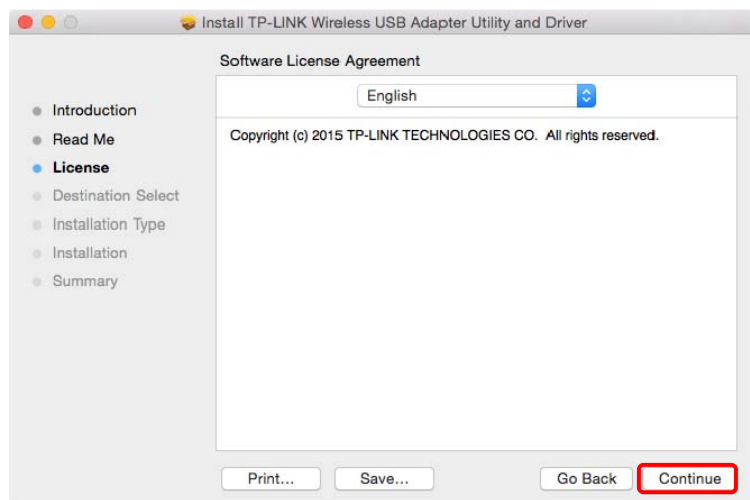 Install TP-LINK Wireless USB Adapter Utility and Driver
Software License Agreement
Introduction
Read Me
License
Destination Select
Installation Type
Installation
Summary
English
Copyright (c) 2015 TP-LINK TECHNOLOGIES CO. All rights reserved.
Print... Save... Go Back Continue